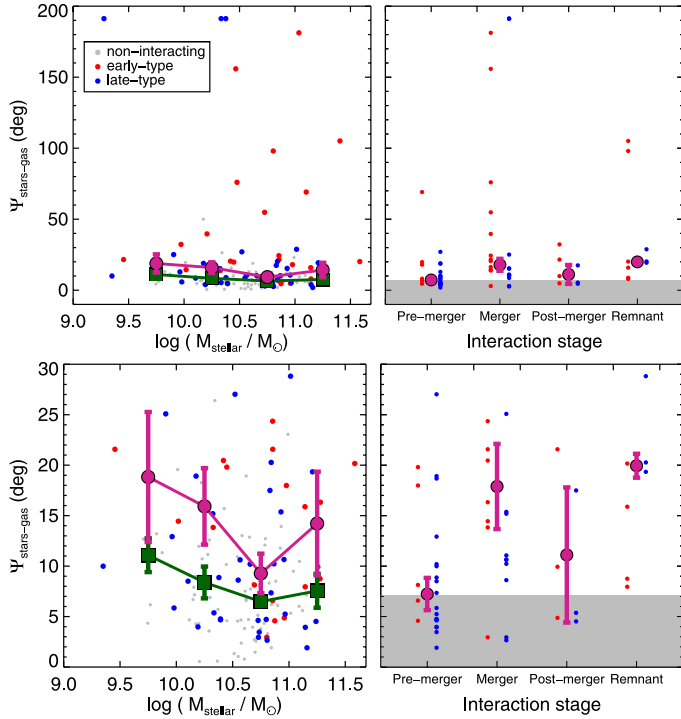 200
150
100
50
0
Ψstars−gas (deg)
non−interacting
early−type
late−type
9.0 9.5 10.0 10.5 11.0 11.5
log ( Mstellar / M☉)
Pre−merger Merger Post−merger Remnant
Interaction stage
30
25
20
15
10
5
0
Ψstars−gas (deg)
9.0 9.5 10.0 10.5 11.0 11.5
log ( Mstellar / M☉)
Pre−merger Merger Post−merger Remnant
Interaction stage